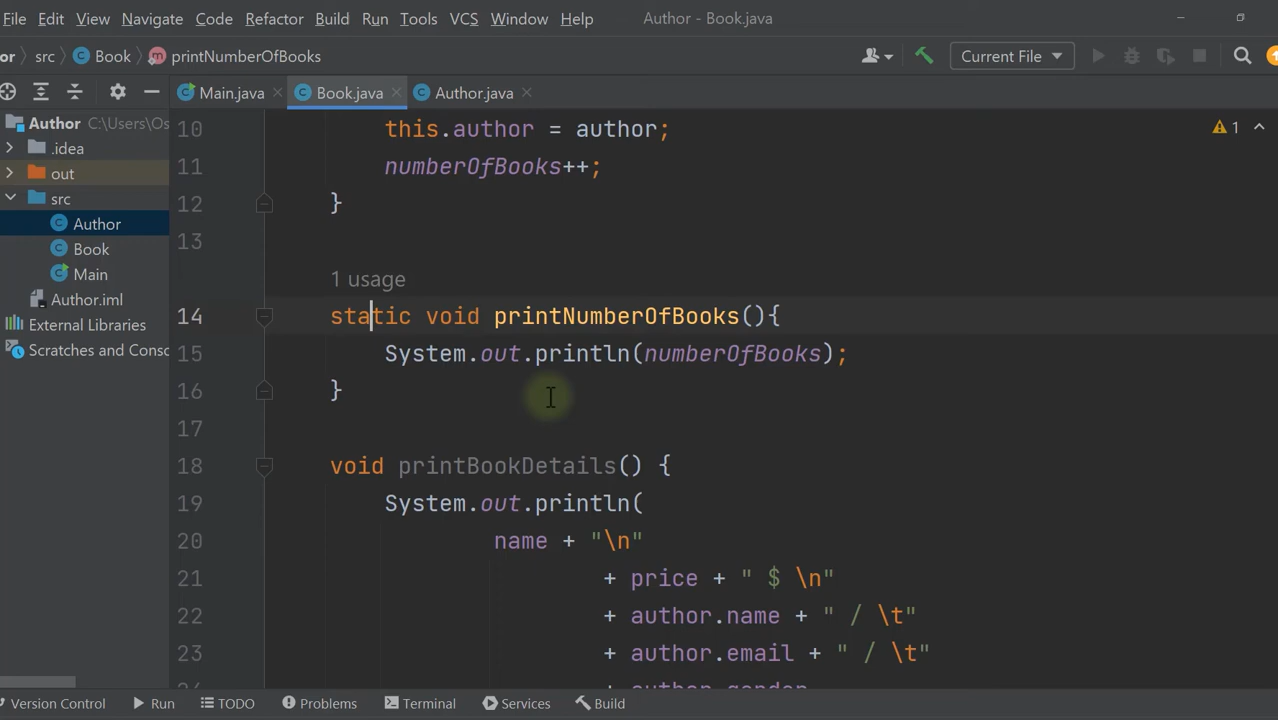 File Edit View Navigate Code Refactor Build Run Tools VCS Window Help Author - Book.java
or src Book m printNumberOfBooks Current File
Main.java Book.java Author.java
Author C:\Users\Os
.idea
out
src
Author
Book
Main
Author.iml
External Libraries
Scratches and Conso
1
10 this.author = author;
11 numberOfBooks++;
12 }
13
1 usage
14 static void printNumberOfBooks(){
15 System.out.println(numberOfBooks);
16 }
17
18 void printBookDetails() {
19 System.out.println(
20 name + "\n"
21 + price + " $ \n"
22 + author.name + " / \t"
23 + author.email + " / \t"
Version Control Run TODO Problems Terminal Services Build